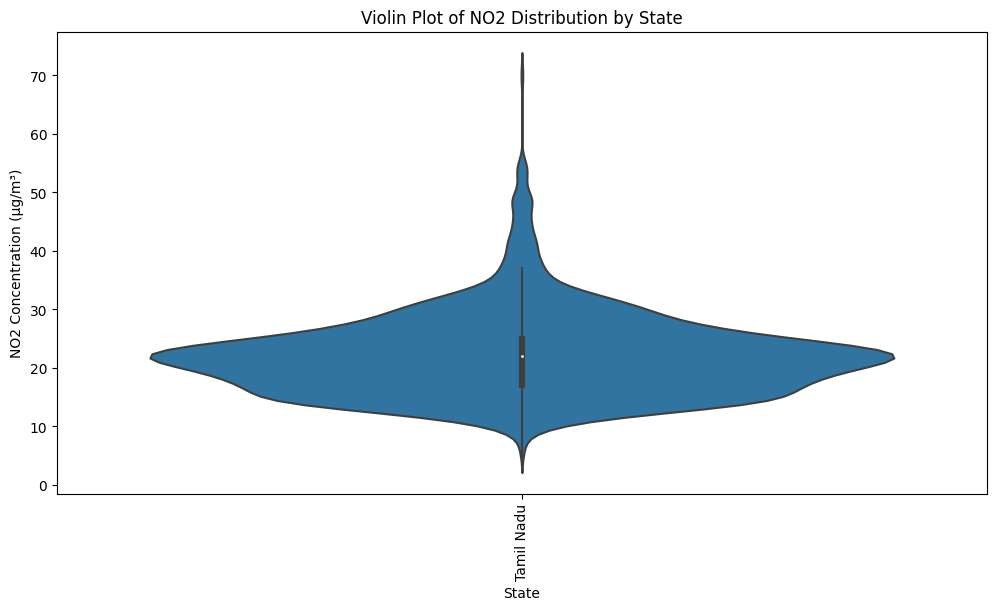 Violin Plot of NO2 Distribution by State
70
60
50
40
30
20
10
0
NO2 Concentration (μg/m³)
Tamil Nadu
State